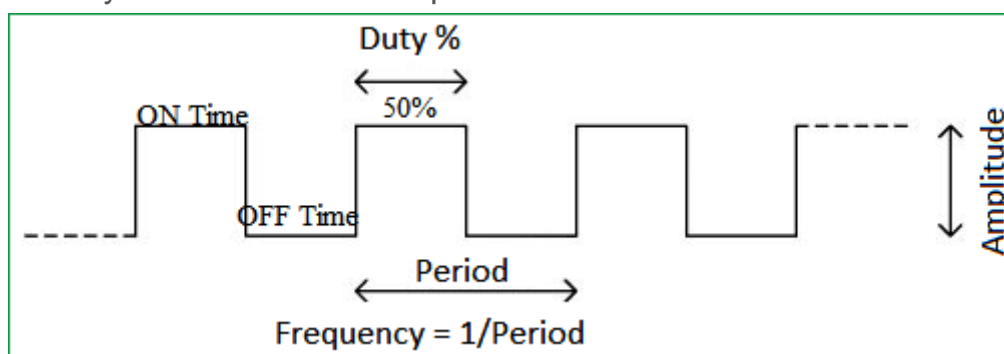 Duty %
50%
ON Time
OFF Time
Amplitude
Period
Frequency = 1/Period